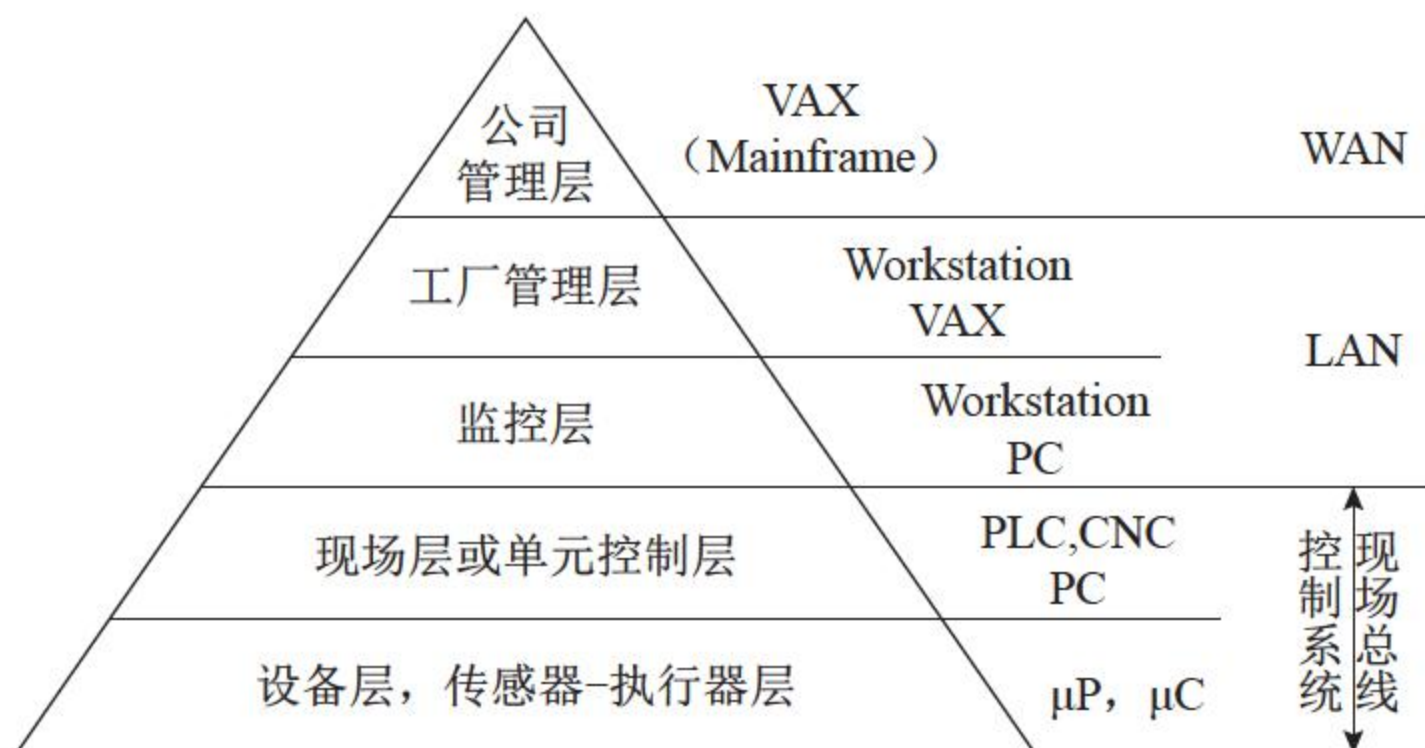 公司
管理层
VAX
（Mainframe）
WAN
工厂管理层
Workstation
VAX
LAN
监控层
Workstation
PC
现场层或单元控制层
PLC,CNC
PC
设备层，传感器-执行器层
μP，μC
现场总线
控制系统